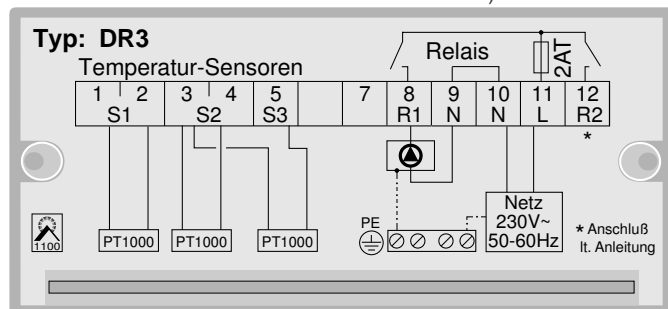 Typ: DR3
Temperatur-Sensoren
Relais
2AT
1 2 3 4 5 7 8 9 10 11 12
S1 S2 S3 R1 N N L R2
*
PE
Netz
230V~
50-60Hz
* Anschluß
lt. Anleitung
1100
PT1000 PT1000 PT1000